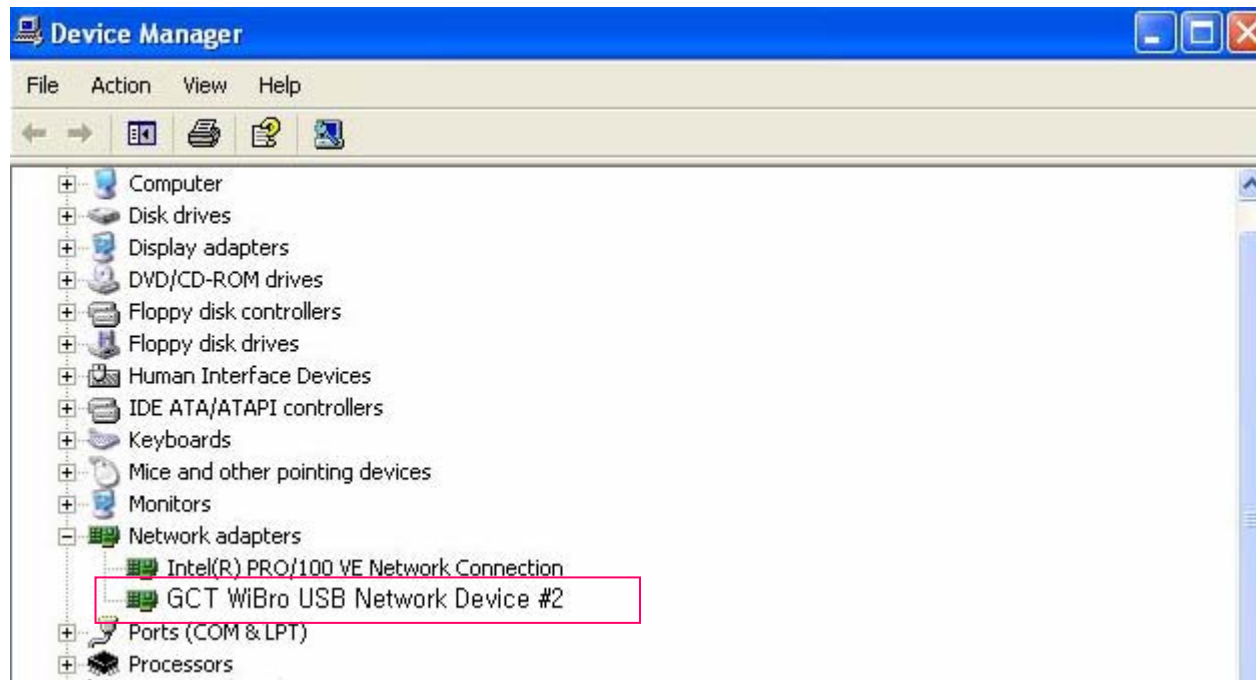 Device Manager
File Action View Help
Computer
Disk drives
Display adapters
DVD/CD-ROM drives
Floppy disk controllers
Floppy disk drives
Human Interface Devices
IDE ATA/ATAPI controllers
Keyboards
Mice and other pointing devices
Monitors
Network adapters
Intel(R) PRO/100 VE Network Connection
GCT WiBro USB Network Device #2
Ports (COM & LPT)
Processors